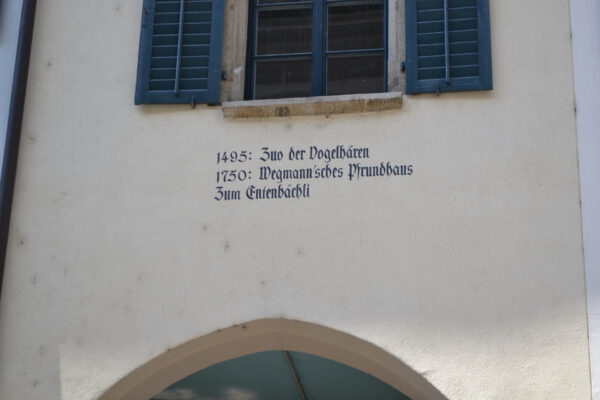 1495: Zuo der Vogelbären
1750: Wegmann'sches Pfrundhaus
Zum Entenbächli